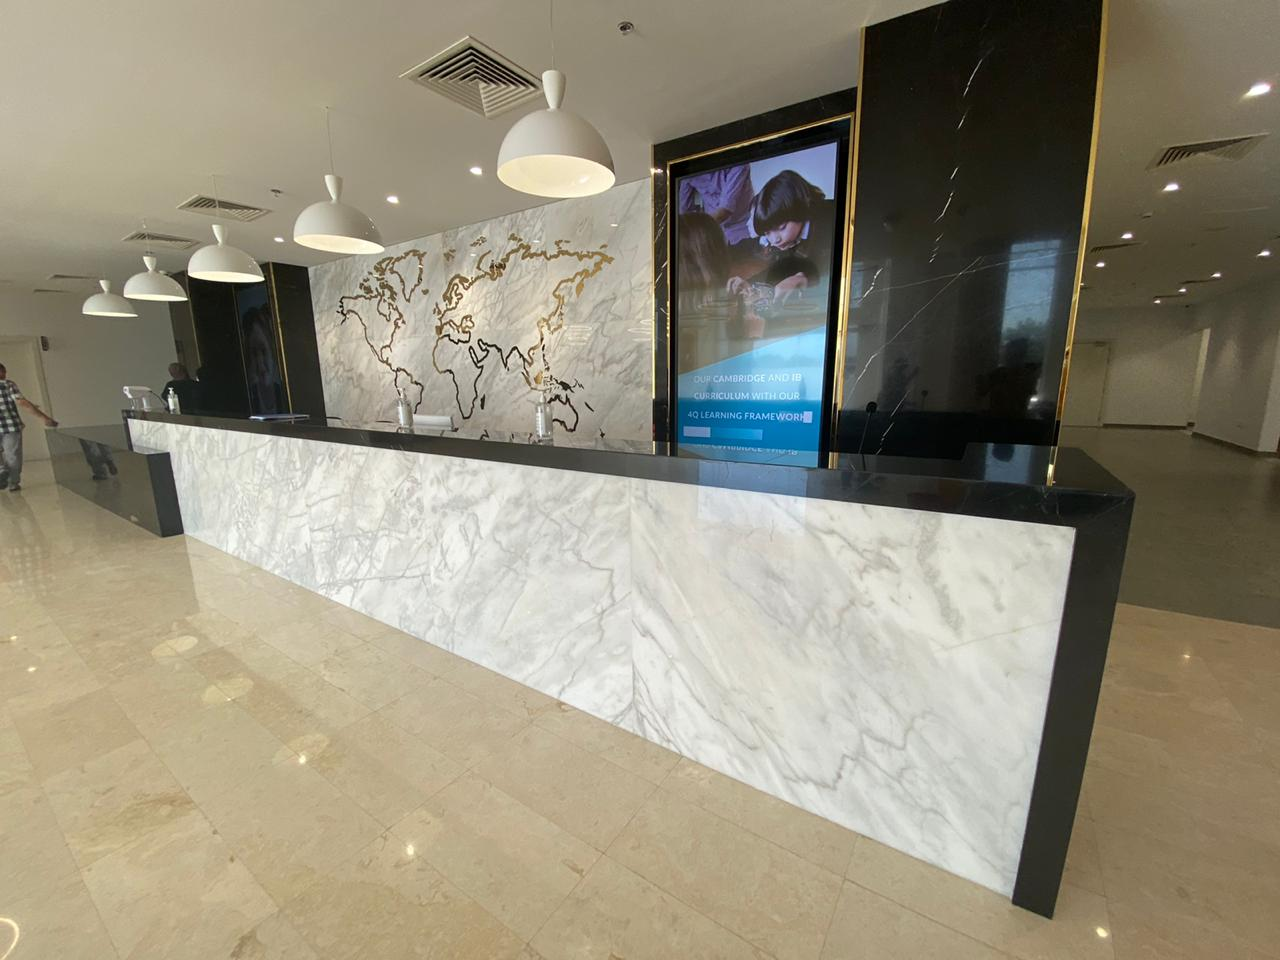 OUR CAMBRIDGE AND IB
CURRICULUM WITH OUR
4Q LEARNING FRAMEWORK